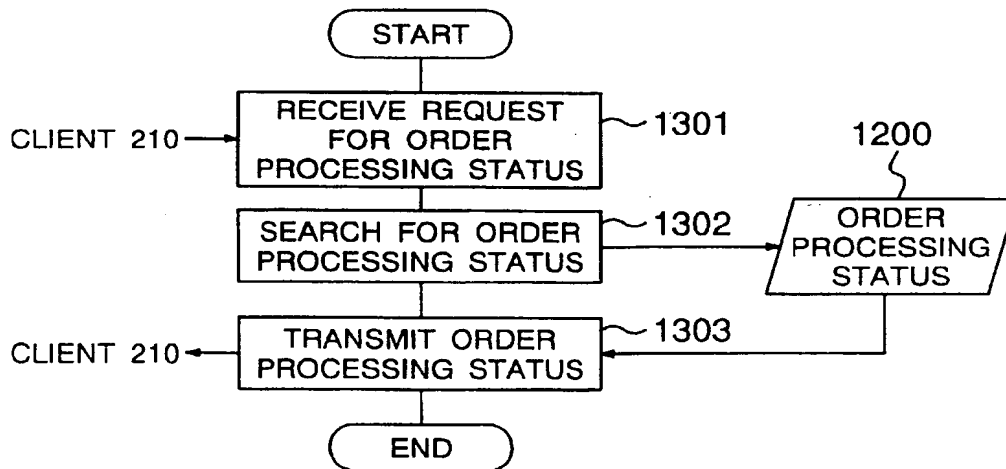 START
RECEIVE REQUEST
FOR ORDER
PROCESSING STATUS
1301
CLIENT 210
1200
SEARCH FOR ORDER
PROCESSING STATUS
1302
ORDER
PROCESSING
STATUS
TRANSMIT ORDER
PROCESSING STATUS
1303
CLIENT 210
END